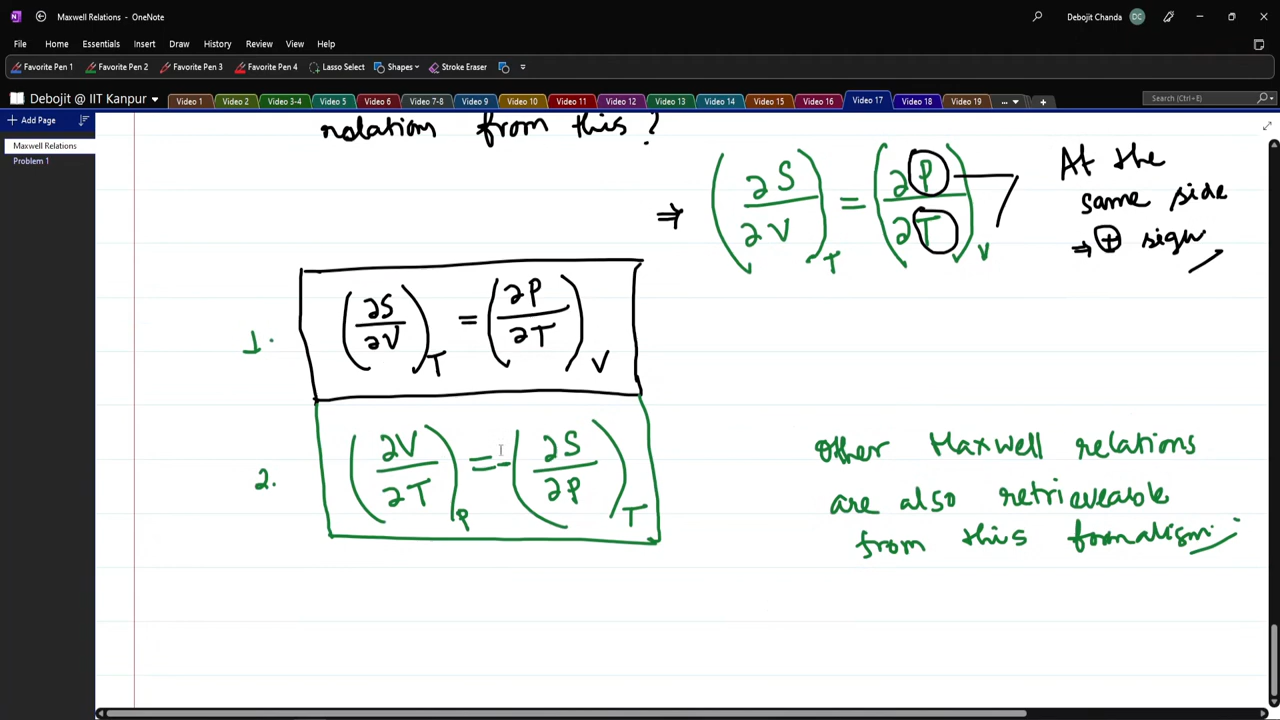 Maxwell Relations - OneNote
Debojit Chanda DC
File Home Essentials Insert Draw History Review View Help
Favorite Pen 1 Favorite Pen 2 Favorite Pen 3 Favorite Pen 4 Lasso Select Shapes Stroke Eraser
Debojit @ IIT Kanpur
Video 1 Video 2 Video 3-4 Video 5 Video 6 Video 7-8 Video 9 Video 10 Video 11 Video 12 Video 13 Video 14 Video 15 Video 16 Video 17 Video 18 Video 19 ... +
Search (Ctrl+E)
+ Add Page
Maxwell Relations
Problem 1
relation from this?
⇒ (∂S/∂V)_T = (∂P/∂T)_V
At the
same side
⇒ ⊕ sign
1. (∂S/∂V)_T = (∂P/∂T)_V
2. (∂V/∂T)_P = -(∂S/∂P)_T
Other Maxwell relations
are also retrieveable
from this formalism.